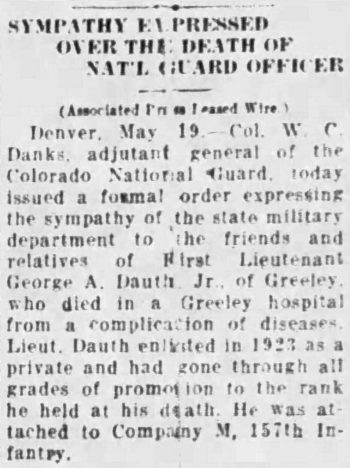 SYMPATHY EXPRESSED
OVER THE DEATH OF
NAT'L GUARD OFFICER
(Associated Press Leased Wire.)
Denver, May 19.—Col. W. C.
Danks, adjutant general of the
Colorado National Guard, today
issued a formal order expressing
the sympathy of the state military
department to the friends and
relatives of First Lieutenant
George A. Dauth, Jr., of Greeley,
who died in a Greeley hospital
from a complication of diseases.
Lieut. Dauth enlisted in 1923 as a
private and had gone through all
grades of promotion to the rank
he held at his death. He was at-
tached to Company M, 157th In-
fantry.